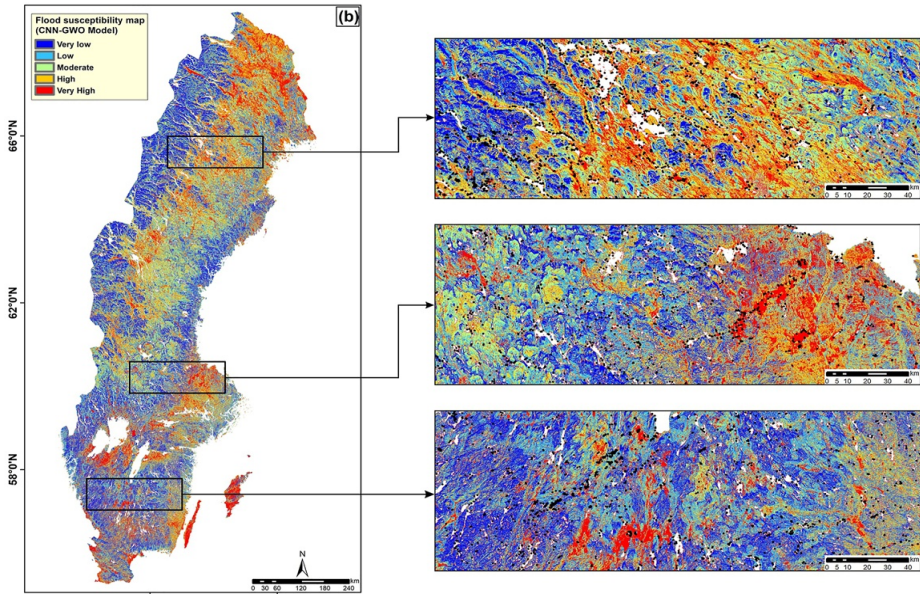 Flood susceptibility map
(CNN-GWO Model)
Very low
Low
Moderate
High
Very High
(b)
66°0'N
62°0'N
58°0'N
N
km
0 30 60 120 180 240
km
0 5 10 20 30 40
km
0 5 10 20 30 40
km
0 5 10 20 30 40